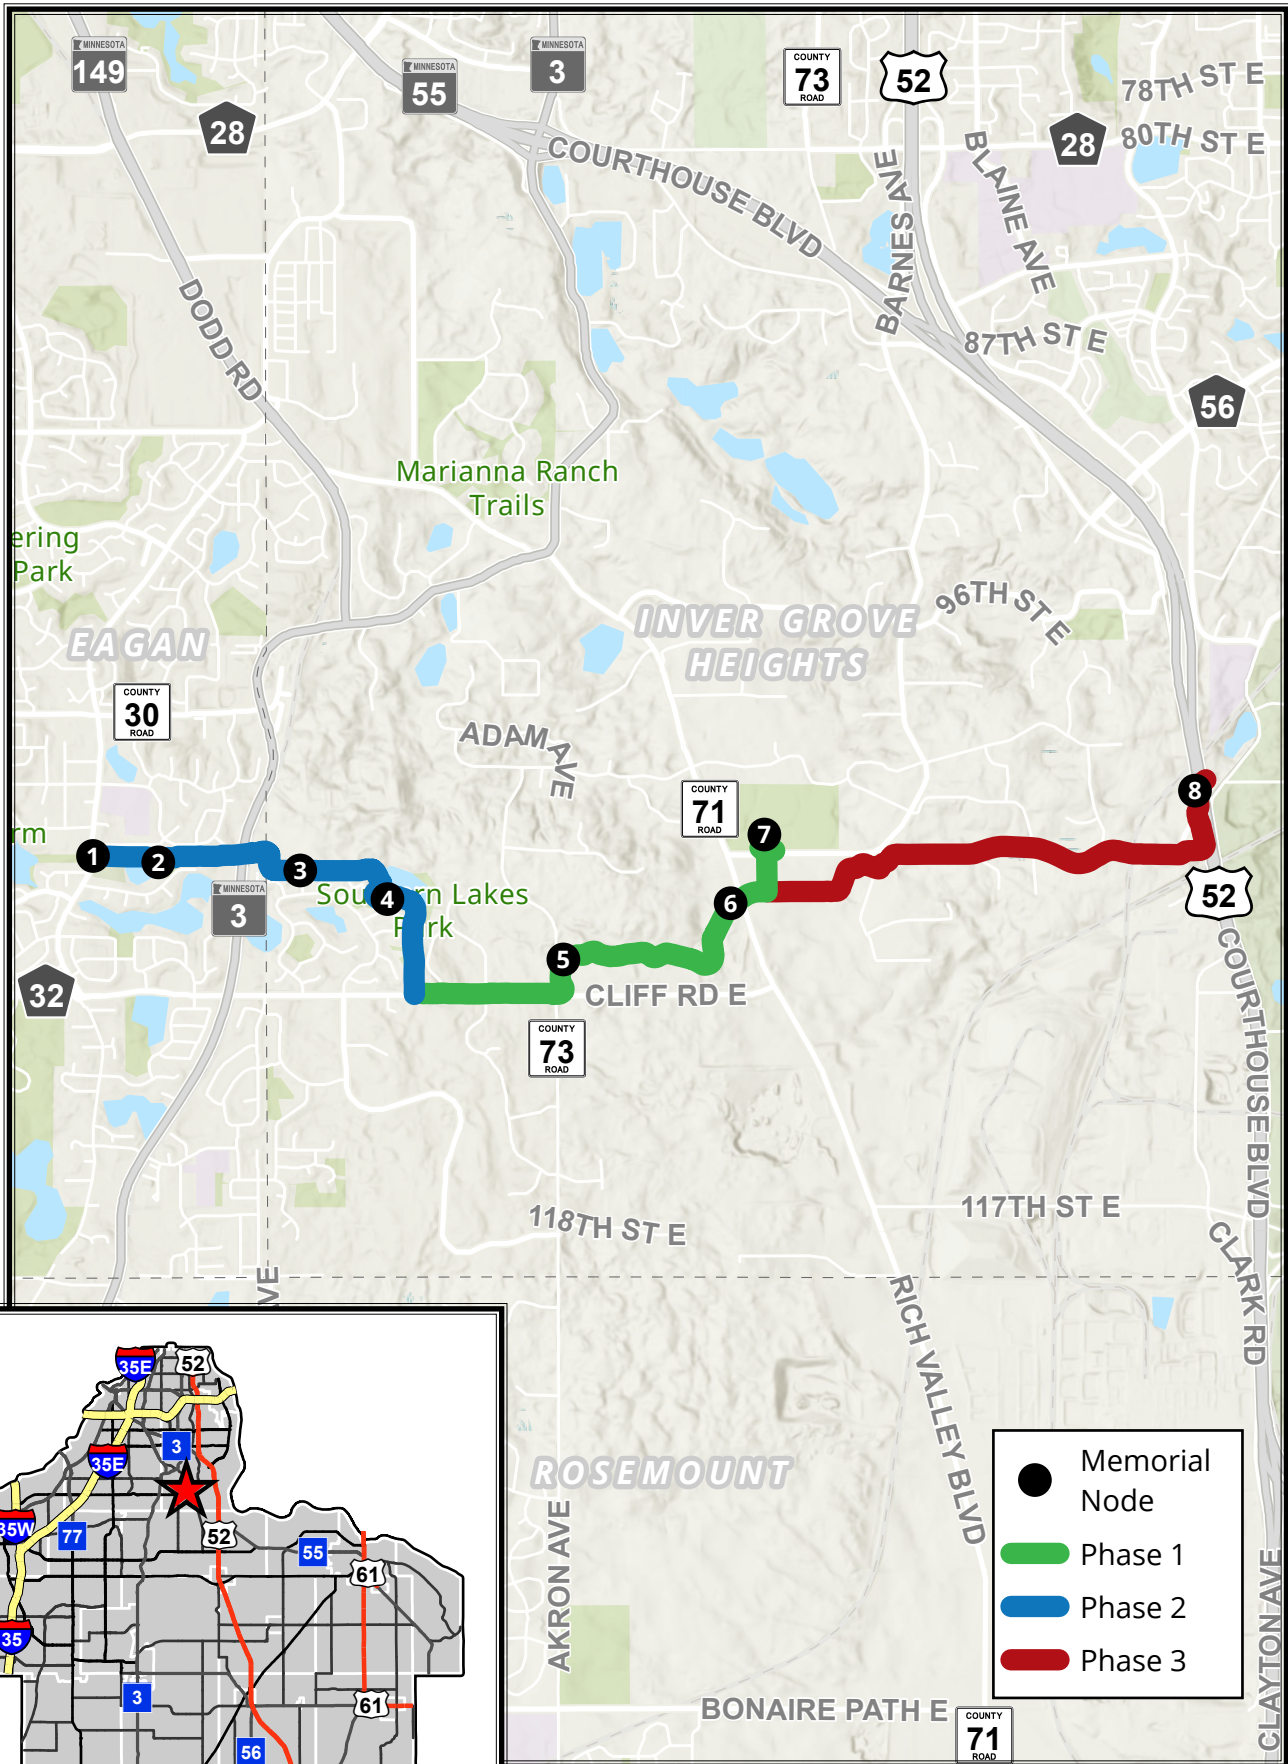 MINNESOTA
149
MINNESOTA
55
MINNESOTA
3
COUNTY
73
ROAD
52
78TH ST E
28
28
80TH ST E
COURTHOUSE BLVD
BARNES AVE
BLAINE AVE
DODD RD
87TH ST E
56
Marianna Ranch
Trails
ering
Park
96TH ST E
INVER GROVE
HEIGHTS
EAGAN
COUNTY
30
ROAD
ADAM AVE
COUNTY
71
ROAD
8
7
rm
1
2
3
4
MINNESOTA
3
Southern Lakes
Park
6
52
5
32
CLIFF RD E
COUNTY
73
ROAD
COURTHOUSE BLVD
118TH ST E
117TH ST E
CLARK RD
VE
RICH VALLEY BLVD
35E
52
3
35E
ROSEMOUNT
35W
77
52
55
61
AKRON AVE
CLAYTON AVE
35
3
61
56
BONAIRE PATH E
COUNTY
71
ROAD
Memorial
Node
Phase 1
Phase 2
Phase 3